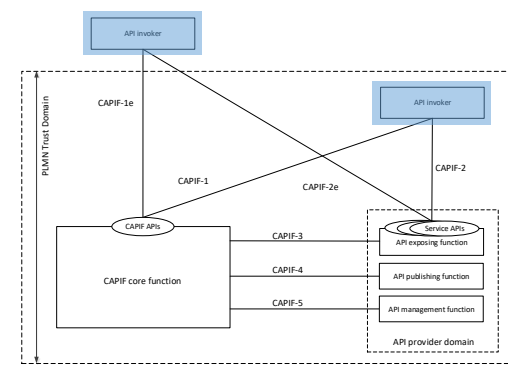 API invoker
PLMN Trust Domain
CAPIF-1e
API invoker
CAPIF-1
CAPIF-2e
CAPIF-2
CAPIF APIs
Service APIs
CAPIF-3
API exposing function
CAPIF core function
CAPIF-4
API publishing function
CAPIF-5
API management function
API provider domain